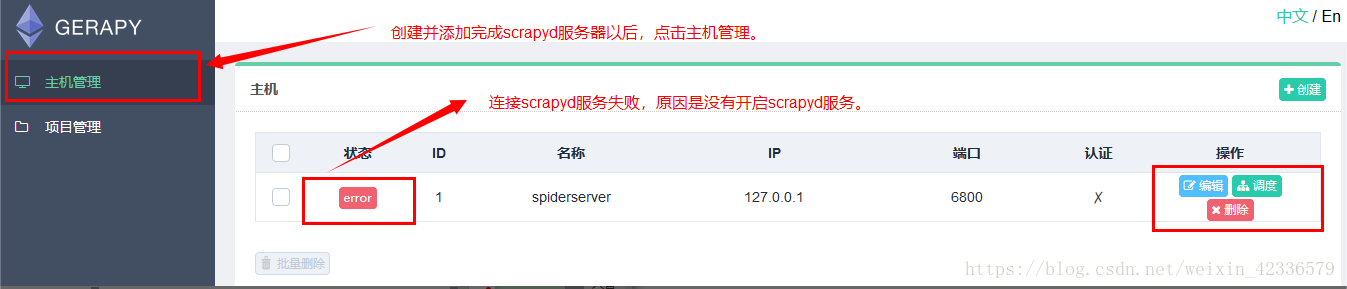 GERAPY
中文 / En
创建并添加完成scrapyd服务器以后，点击主机管理。
主机管理
项目管理
主机
创建
连接scrapyd服务失败，原因是没有开启scrapyd服务。
状态 ID 名称 IP 端口 认证 操作
error 1 spiderserver 127.0.0.1 6800 X 编辑 调度
删除
批量删除
https://blog.csdn.net/weixin_42336579